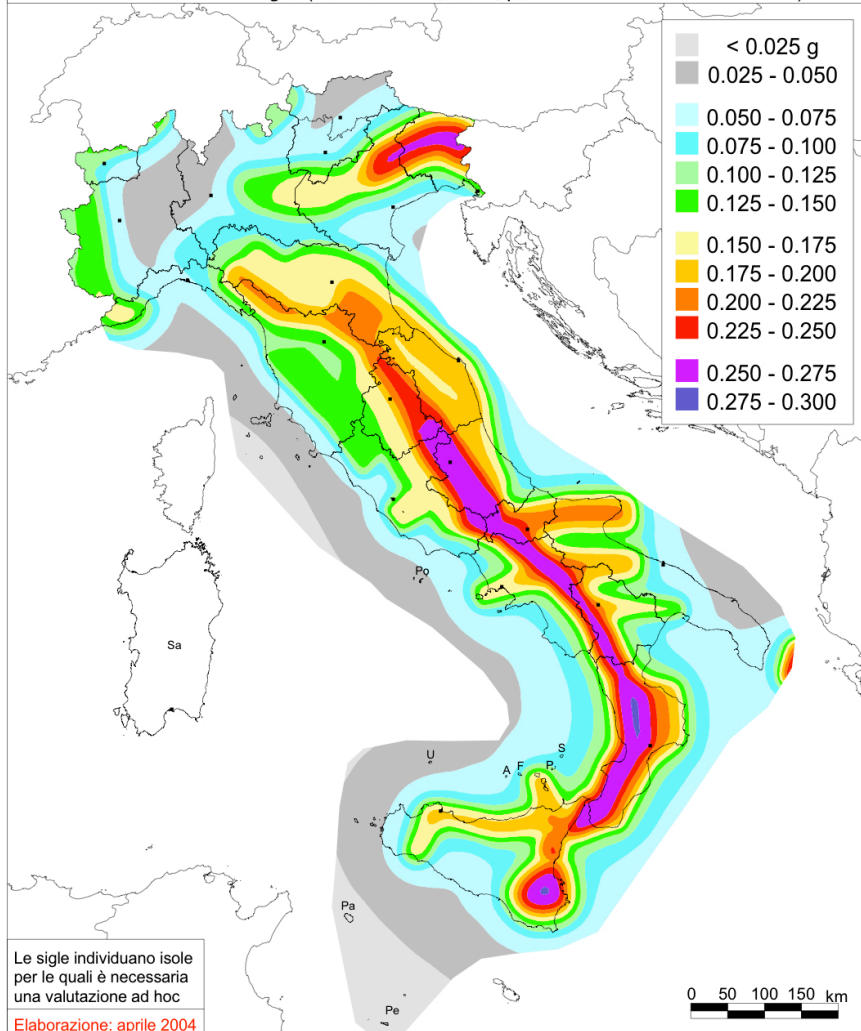 < 0.025 g
0.025 - 0.050
0.050 - 0.075
0.075 - 0.100
0.100 - 0.125
0.125 - 0.150
0.150 - 0.175
0.175 - 0.200
0.200 - 0.225
0.225 - 0.250
0.250 - 0.275
0.275 - 0.300
Po
Sa
U
A
F
P
S
Pa
Pe
Le sigle individuano isole
per le quali è necessaria
una valutazione ad hoc
Elaborazione: aprile 2004
0 50 100 150 km